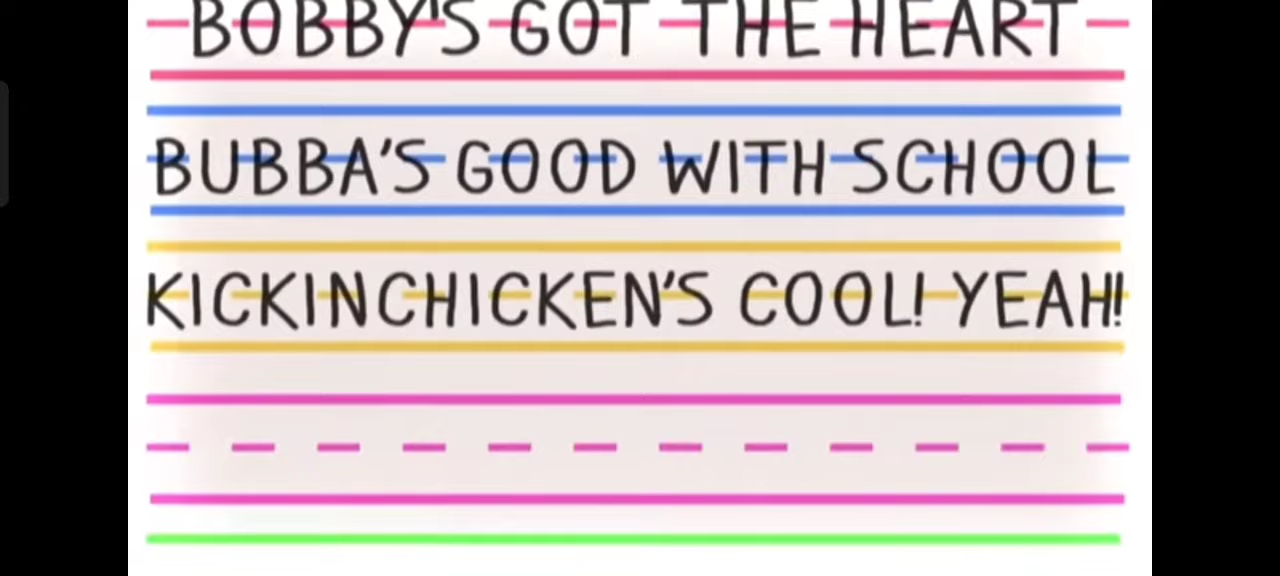 BOBBY'S GOT THE HEART
BUBBA'S GOOD WITH SCHOOL
KICKINCHICKEN'S COOL! YEAH!!